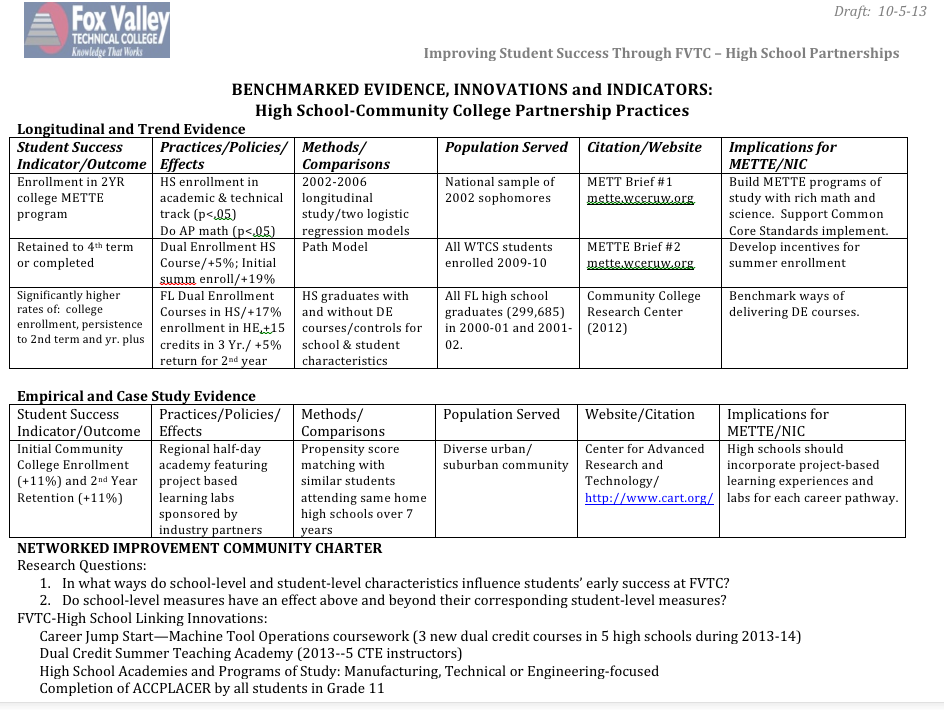 Fox Valley
TECHNICAL COLLEGE
Knowledge That Works
Draft: 10-5-13
Improving Student Success Through FVTC – High School Partnerships
BENCHMARKED EVIDENCE, INNOVATIONS and INDICATORS:
High School-Community College Partnership Practices
Longitudinal and Trend Evidence
Student Success
Indicator/Outcome
Practices/Policies/
Effects
Methods/
Comparisons
Population Served
Citation/Website
Implications for
METTE/NIC
Enrollment in 2YR
college METTE
program
HS enrollment in
academic & technical
track (p<.05)
Do AP math (p<.05)
2002-2006
longitudinal
study/two logistic
regression models
National sample of
2002 sophomores
METT Brief #1
mette.wceruw.org
Build METTE programs of
study with rich math and
science. Support Common
Core Standards implement.
Retained to 4th term
or completed
Dual Enrollment HS
Course/+5%; Initial
summ enroll/+19%
Path Model
All WTCS students
enrolled 2009-10
METTE Brief #2
mette.wceruw.org
Develop incentives for
summer enrollment
Significantly higher
rates of: college
enrollment, persistence
to 2nd term and yr. plus
FL Dual Enrollment
Courses in HS/+17%
enrollment in HE,+15
credits in 3 Yr./ +5%
return for 2nd year
HS graduates with
and without DE
courses/controls for
school & student
characteristics
All FL high school
graduates (299,685)
in 2000-01 and 2001-
02.
Community College
Research Center
(2012)
Benchmark ways of
delivering DE courses.
Empirical and Case Study Evidence
Student Success
Indicator/Outcome
Practices/Policies/
Effects
Methods/
Comparisons
Population Served
Website/Citation
Implications for
METTE/NIC
Initial Community
College Enrollment
(+11%) and 2nd Year
Retention (+11%)
Regional half-day
academy featuring
project based
learning labs
sponsored by
industry partners
Propensity score
matching with
similar students
attending same home
high schools over 7
years
Diverse urban/
suburban community
Center for Advanced
Research and
Technology/
http://www.cart.org/
High schools should
incorporate project-based
learning experiences and
labs for each career pathway.
NETWORKED IMPROVEMENT COMMUNITY CHARTER
Research Questions:
1. In what ways do school-level and student-level characteristics influence students’ early success at FVTC?
2. Do school-level measures have an effect above and beyond their corresponding student-level measures?
FVTC-High School Linking Innovations:
Career Jump Start—Machine Tool Operations coursework (3 new dual credit courses in 5 high schools during 2013-14)
Dual Credit Summer Teaching Academy (2013--5 CTE instructors)
High School Academies and Programs of Study: Manufacturing, Technical or Engineering-focused
Completion of ACCPLACER by all students in Grade 11